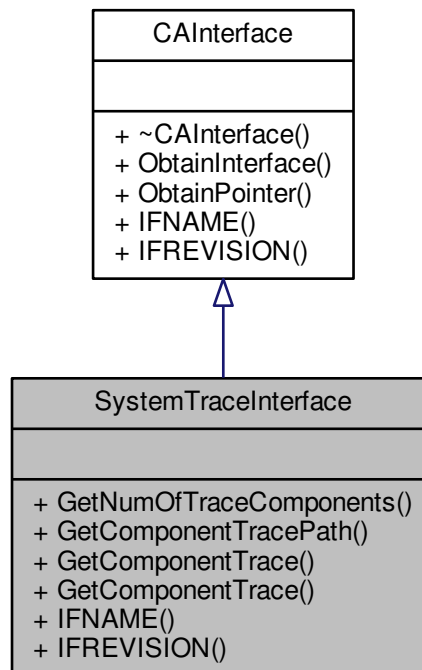 CAInterface
+ ~CAInterface()
+ ObtainInterface()
+ ObtainPointer()
+ IFNAME()
+ IFREVISION()
SystemTraceInterface
+ GetNumOfTraceComponents()
+ GetComponentTracePath()
+ GetComponentTrace()
+ GetComponentTrace()
+ IFNAME()
+ IFREVISION()